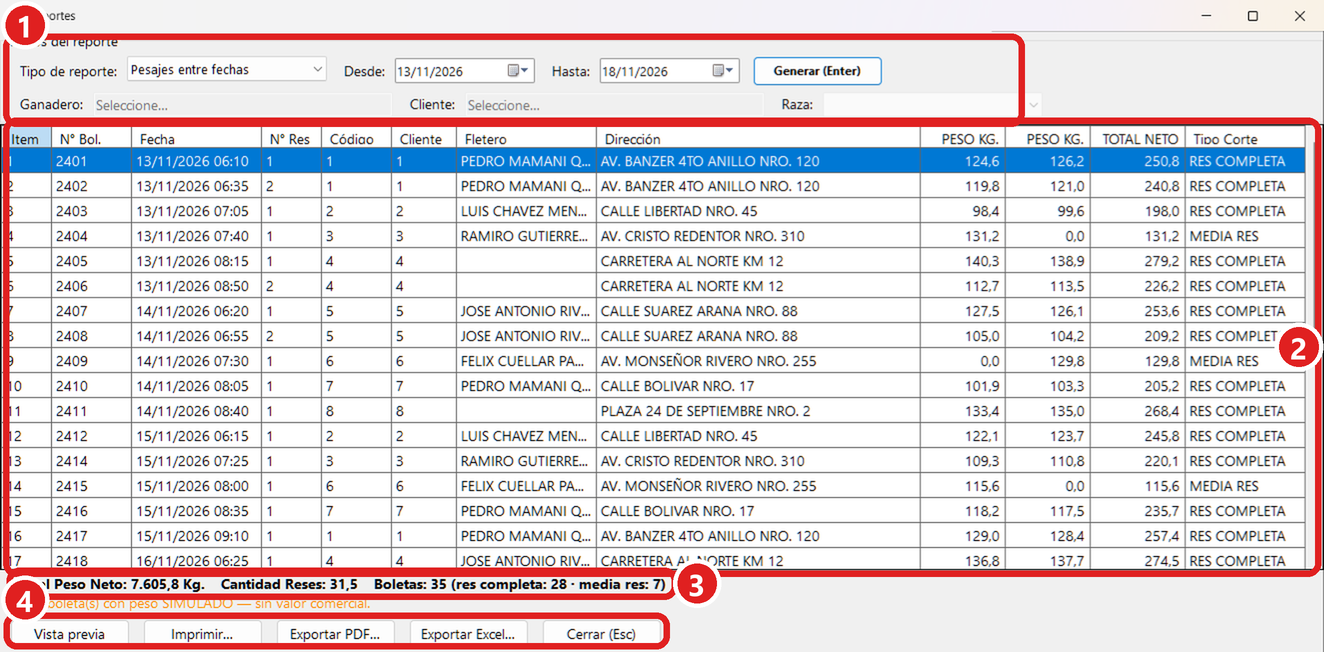 1
ortes
del reporte
Tipo de reporte: Pesajes entre fechas Desde: 13/11/2026 Hasta: 18/11/2026 Generar (Enter)
Ganadero: Seleccione... Cliente: Seleccione... Raza:
Item N° Bol. Fecha N° Res Código Cliente Fletero Dirección PESO KG. PESO KG. TOTAL NETO Tipo Corte
1 2401 13/11/2026 06:10 1 1 1 PEDRO MAMANI Q... AV. BANZER 4TO ANILLO NRO. 120 124,6 126,2 250,8 RES COMPLETA
2 2402 13/11/2026 06:35 2 1 1 PEDRO MAMANI Q... AV. BANZER 4TO ANILLO NRO. 120 119,8 121,0 240,8 RES COMPLETA
3 2403 13/11/2026 07:05 1 2 2 LUIS CHAVEZ MEN... CALLE LIBERTAD NRO. 45 98,4 99,6 198,0 RES COMPLETA
4 2404 13/11/2026 07:40 1 3 3 RAMIRO GUTIERRE... AV. CRISTO REDENTOR NRO. 310 131,2 0,0 131,2 MEDIA RES
5 2405 13/11/2026 08:15 1 4 4 CARRETERA AL NORTE KM 12 140,3 138,9 279,2 RES COMPLETA
6 2406 13/11/2026 08:50 2 4 4 CARRETERA AL NORTE KM 12 112,7 113,5 226,2 RES COMPLETA
7 2407 14/11/2026 06:20 1 5 5 JOSE ANTONIO RIV... CALLE SUAREZ ARANA NRO. 88 127,5 126,1 253,6 RES COMPLETA
8 2408 14/11/2026 06:55 2 5 5 JOSE ANTONIO RIV... CALLE SUAREZ ARANA NRO. 88 105,0 104,2 209,2 RES COMPLET
2
9 2409 14/11/2026 07:30 1 6 6 FELIX CUELLAR PA... AV. MONSEÑOR RIVERO NRO. 255 0,0 129,8 129,8 MEDIA RES
10 2410 14/11/2026 08:05 1 7 7 PEDRO MAMANI Q... CALLE BOLIVAR NRO. 17 101,9 103,3 205,2 RES COMPLETA
11 2411 14/11/2026 08:40 1 8 8 PLAZA 24 DE SEPTIEMBRE NRO. 2 133,4 135,0 268,4 RES COMPLETA
12 2412 15/11/2026 06:15 1 2 2 LUIS CHAVEZ MEN... CALLE LIBERTAD NRO. 45 122,1 123,7 245,8 RES COMPLETA
13 2414 15/11/2026 07:25 1 3 3 RAMIRO GUTIERRE... AV. CRISTO REDENTOR NRO. 310 109,3 110,8 220,1 RES COMPLETA
14 2415 15/11/2026 08:00 1 6 6 FELIX CUELLAR PA... AV. MONSEÑOR RIVERO NRO. 255 115,6 0,0 115,6 MEDIA RES
15 2416 15/11/2026 08:35 1 7 7 PEDRO MAMANI Q... CALLE BOLIVAR NRO. 17 118,2 117,5 235,7 RES COMPLETA
16 2417 15/11/2026 09:10 1 1 1 PEDRO MAMANI Q... AV. BANZER 4TO ANILLO NRO. 120 129,0 128,4 257,4 RES COMPLETA
17 2418 16/11/2026 06:25 1 4 4 JOSE ANTONIO RIV... CARRETERA AL NORTE KM 12 136,8 137,7 274,5 RES COMPLETA
Peso Neto: 7.605,8 Kg. Cantidad Reses: 31,5 Boletas: 35 (res completa: 28 · media res: 7)
3
4
boleta(s) con peso SIMULADO — sin valor comercial.
Vista previa Imprimir... Exportar PDF... Exportar Excel... Cerrar (Esc)